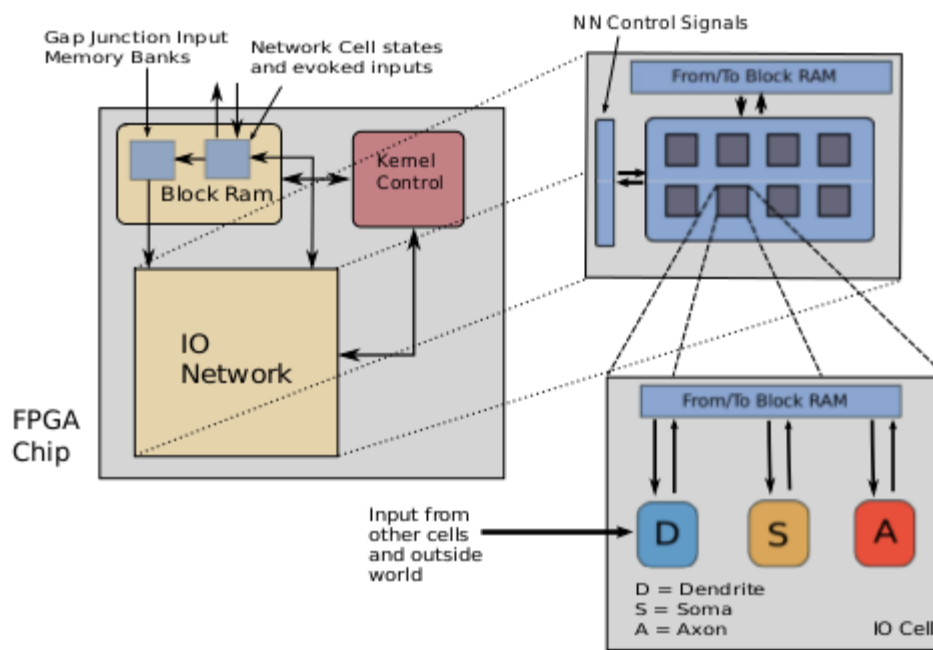 Gap Junction Input
Memory Banks
Network Cell states
and evoked inputs
NN Control Signals
From/To Block RAM
Block Ram
Kernel
Control
IO
Network
FPGA
Chip
From/To Block RAM
Input from
other cells
and outside
world
D
S
A
D = Dendrite
S = Soma
A = Axon
IO Cell